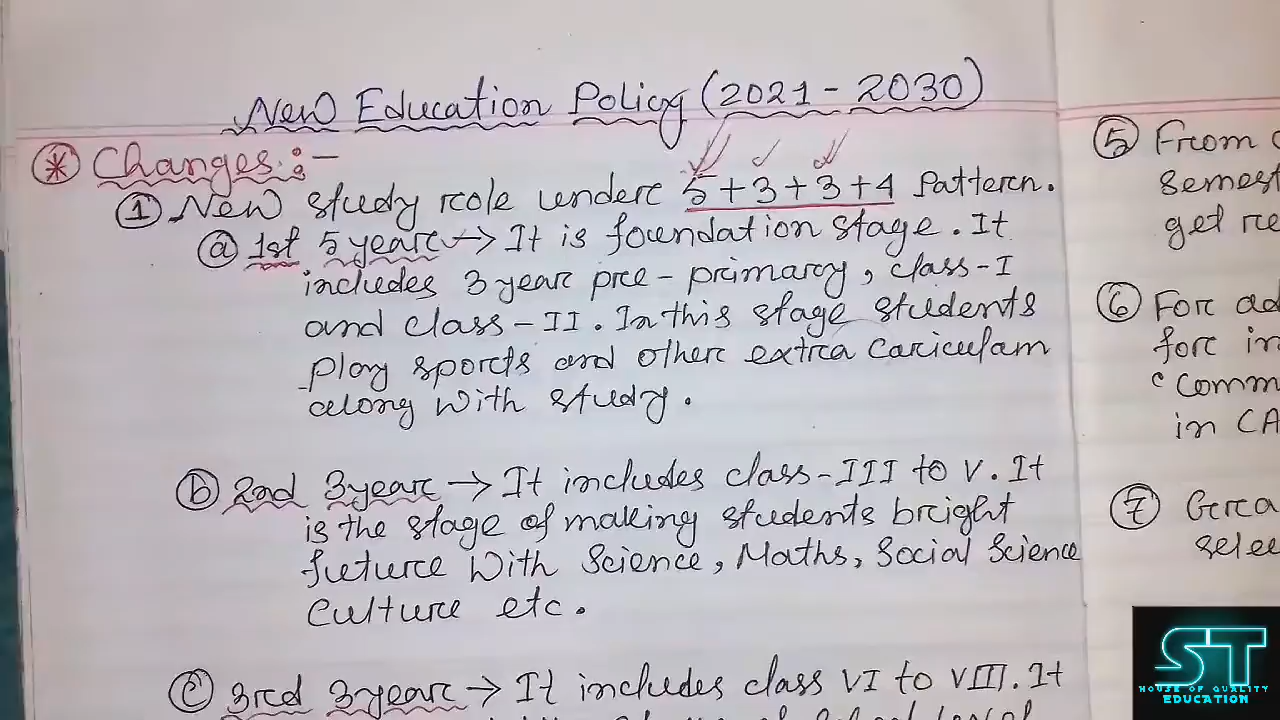 New Education Policy (2021 - 2030)
* Changes :-
① New study role under 5+3+3+4 Pattern.
ⓐ 1st 5 year → It is foundation stage. It
includes 3 year pre-primary, class-I
and class-II. In this stage students
play sports and other extra cariculam
along with study.
ⓑ 2nd 3 year → It includes class-III to V. It
is the stage of making students bright
future with Science, Maths, Social Science
Culture etc.
ⓒ 3rd 3 year → It includes class VI to VIII. It
⑤ From
semest
get re
⑥ For ad
for in
'Comm
in CA
⑦ Grea
selee
ST
HOUSE OF QUALITY
EDUCATION